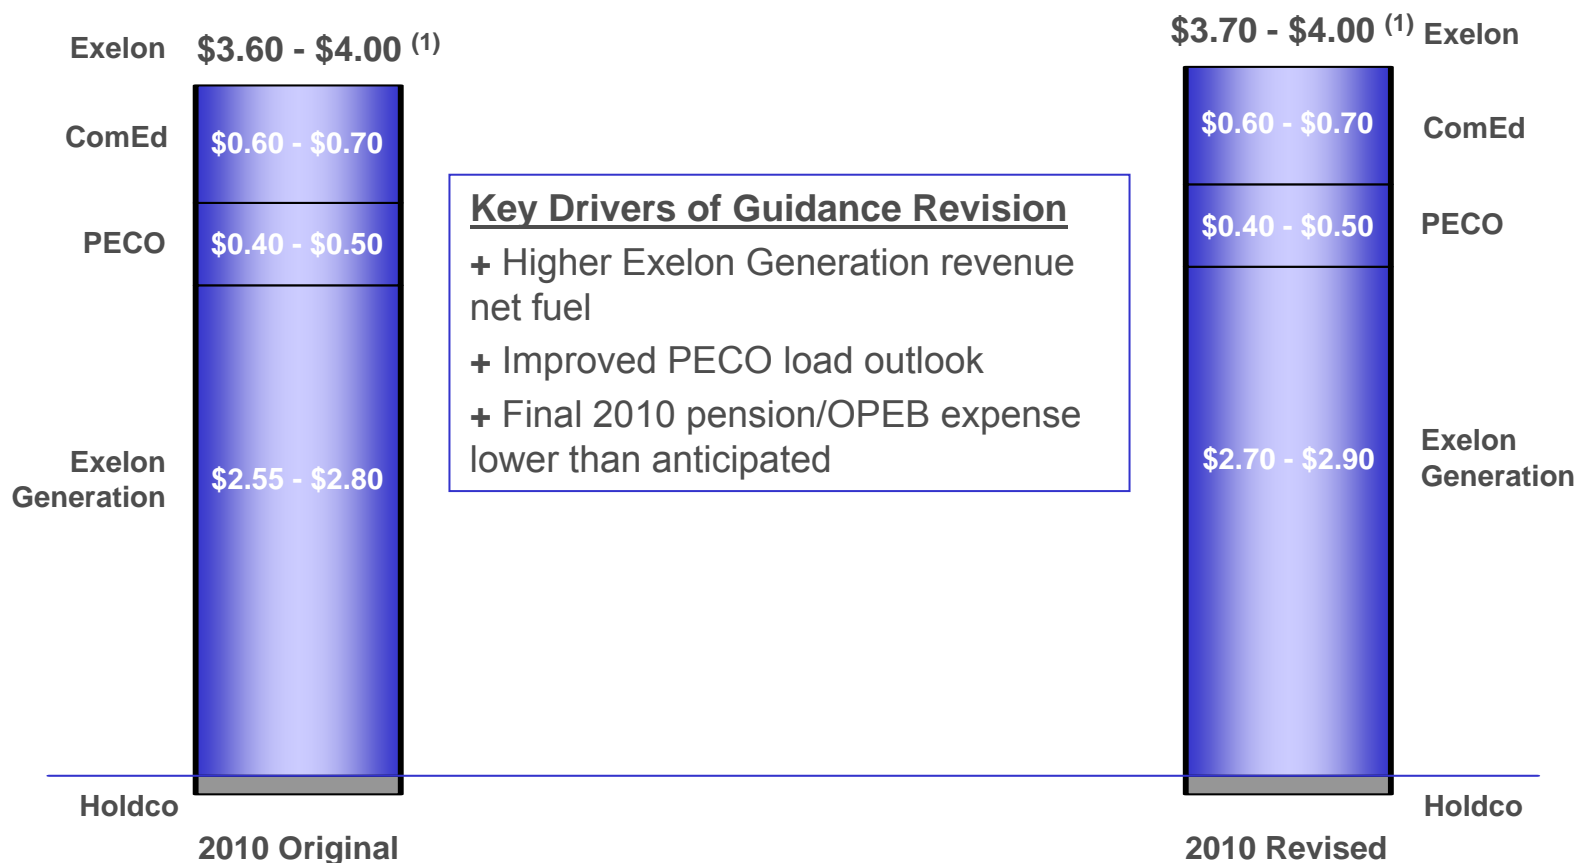 Exelon $3.60 - $4.00 (1)
ComEd $0.60 - $0.70
PECO $0.40 - $0.50
Exelon
Generation
$2.55 - $2.80
Holdco
2010 Original
Key Drivers of Guidance Revision
+ Higher Exelon Generation revenue
net fuel
+ Improved PECO load outlook
+ Final 2010 pension/OPEB expense
lower than anticipated
$3.70 - $4.00 (1) Exelon
$0.60 - $0.70 ComEd
$0.40 - $0.50 PECO
$2.70 - $2.90
Exelon
Generation
Holdco
2010 Revised